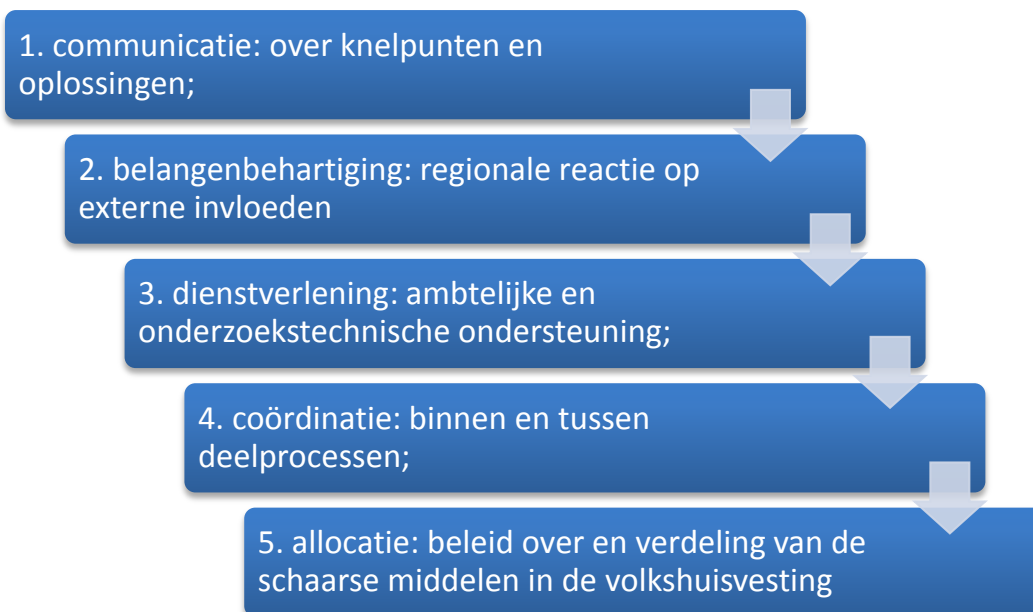 1. communicatie: over knelpunten en
oplossingen;
2. belangenbehartiging: regionale reactie op
externe invloeden
3. dienstverlening: ambtelijke en
onderzoekstechnische ondersteuning;
4. coördinatie: binnen en tussen
deelprocessen;
5. allocatie: beleid over en verdeling van de
schaarse middelen in de volkshuisvesting